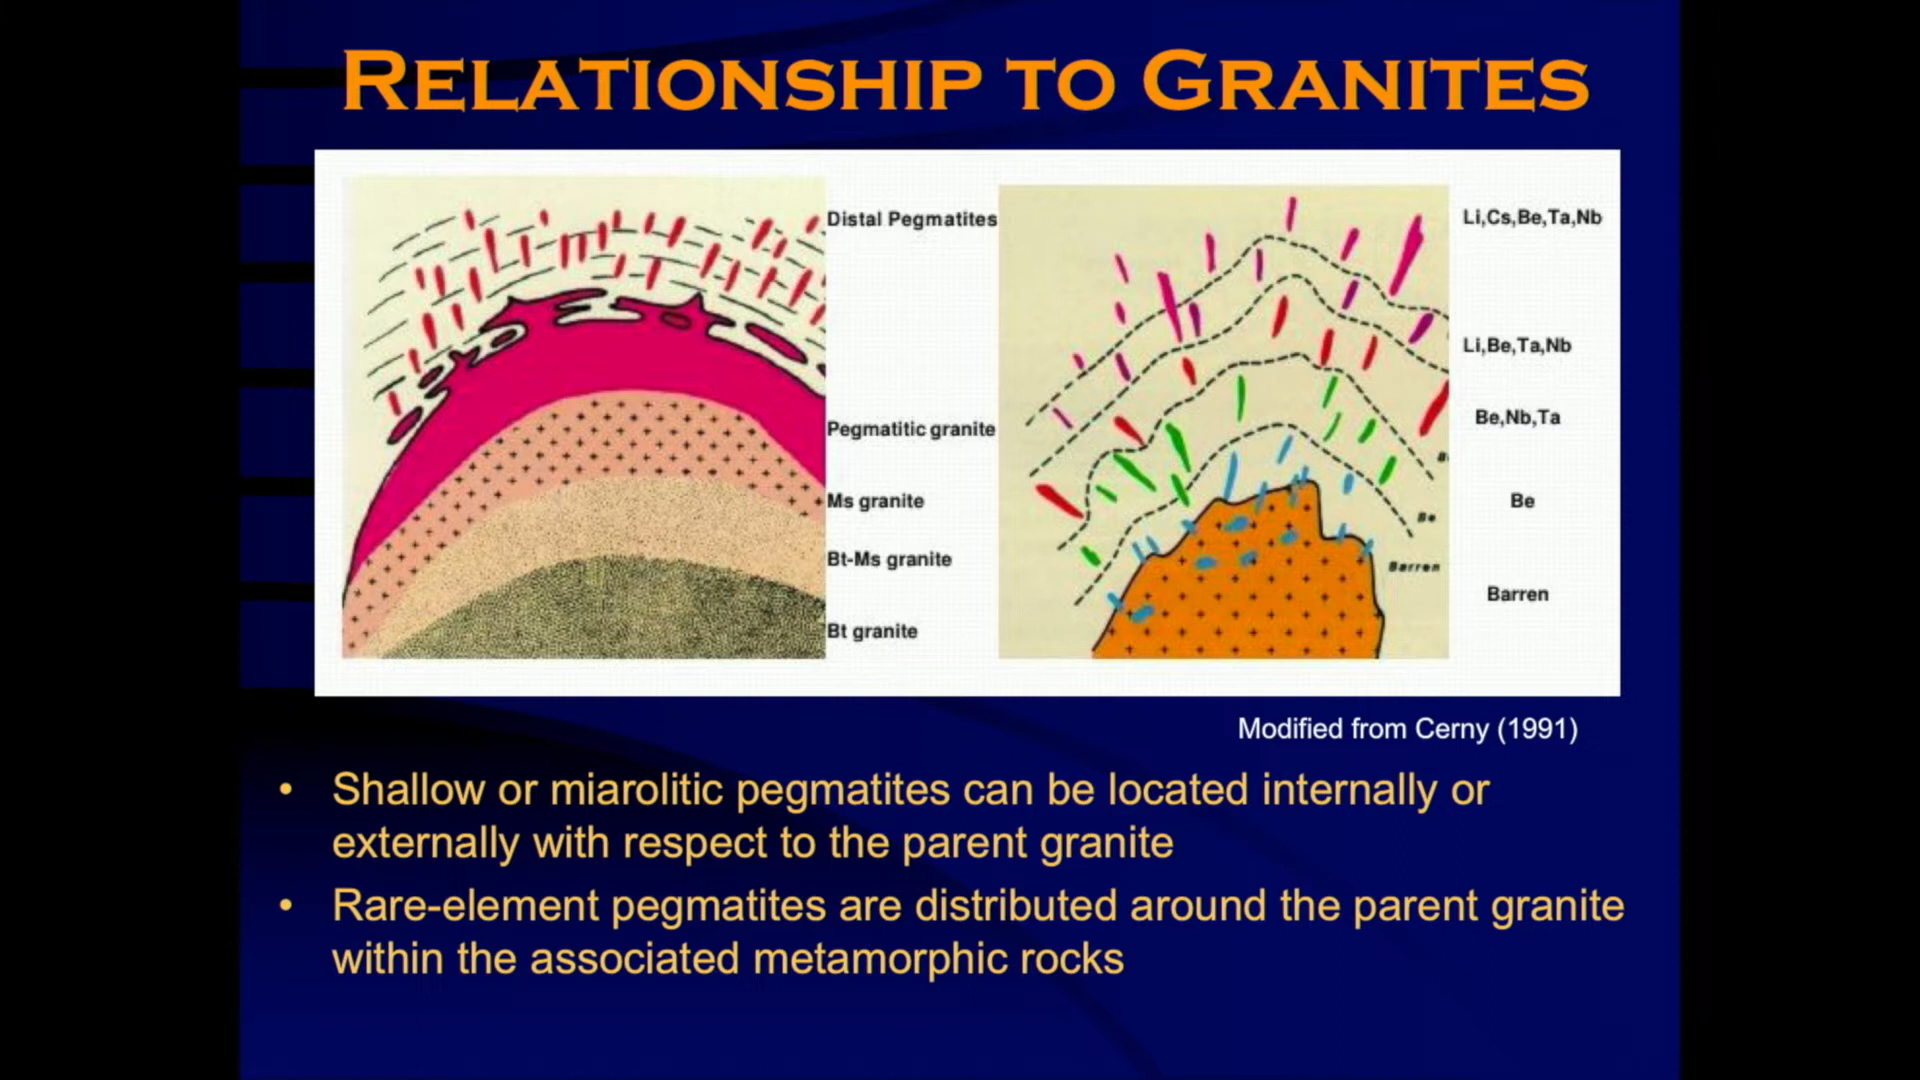 RELATIONSHIP TO GRANITES
Distal Pegmatites
Pegmatitic granite
Ms granite
Bt-Ms granite
Bt granite
Li,Cs,Be,Ta,Nb
Li,Be,Ta,Nb
Be,Nb,Ta
Be
Barren
Be
Barren
Modified from Cerny (1991)
• Shallow or miarolitic pegmatites can be located internally or
externally with respect to the parent granite
• Rare-element pegmatites are distributed around the parent granite
within the associated metamorphic rocks